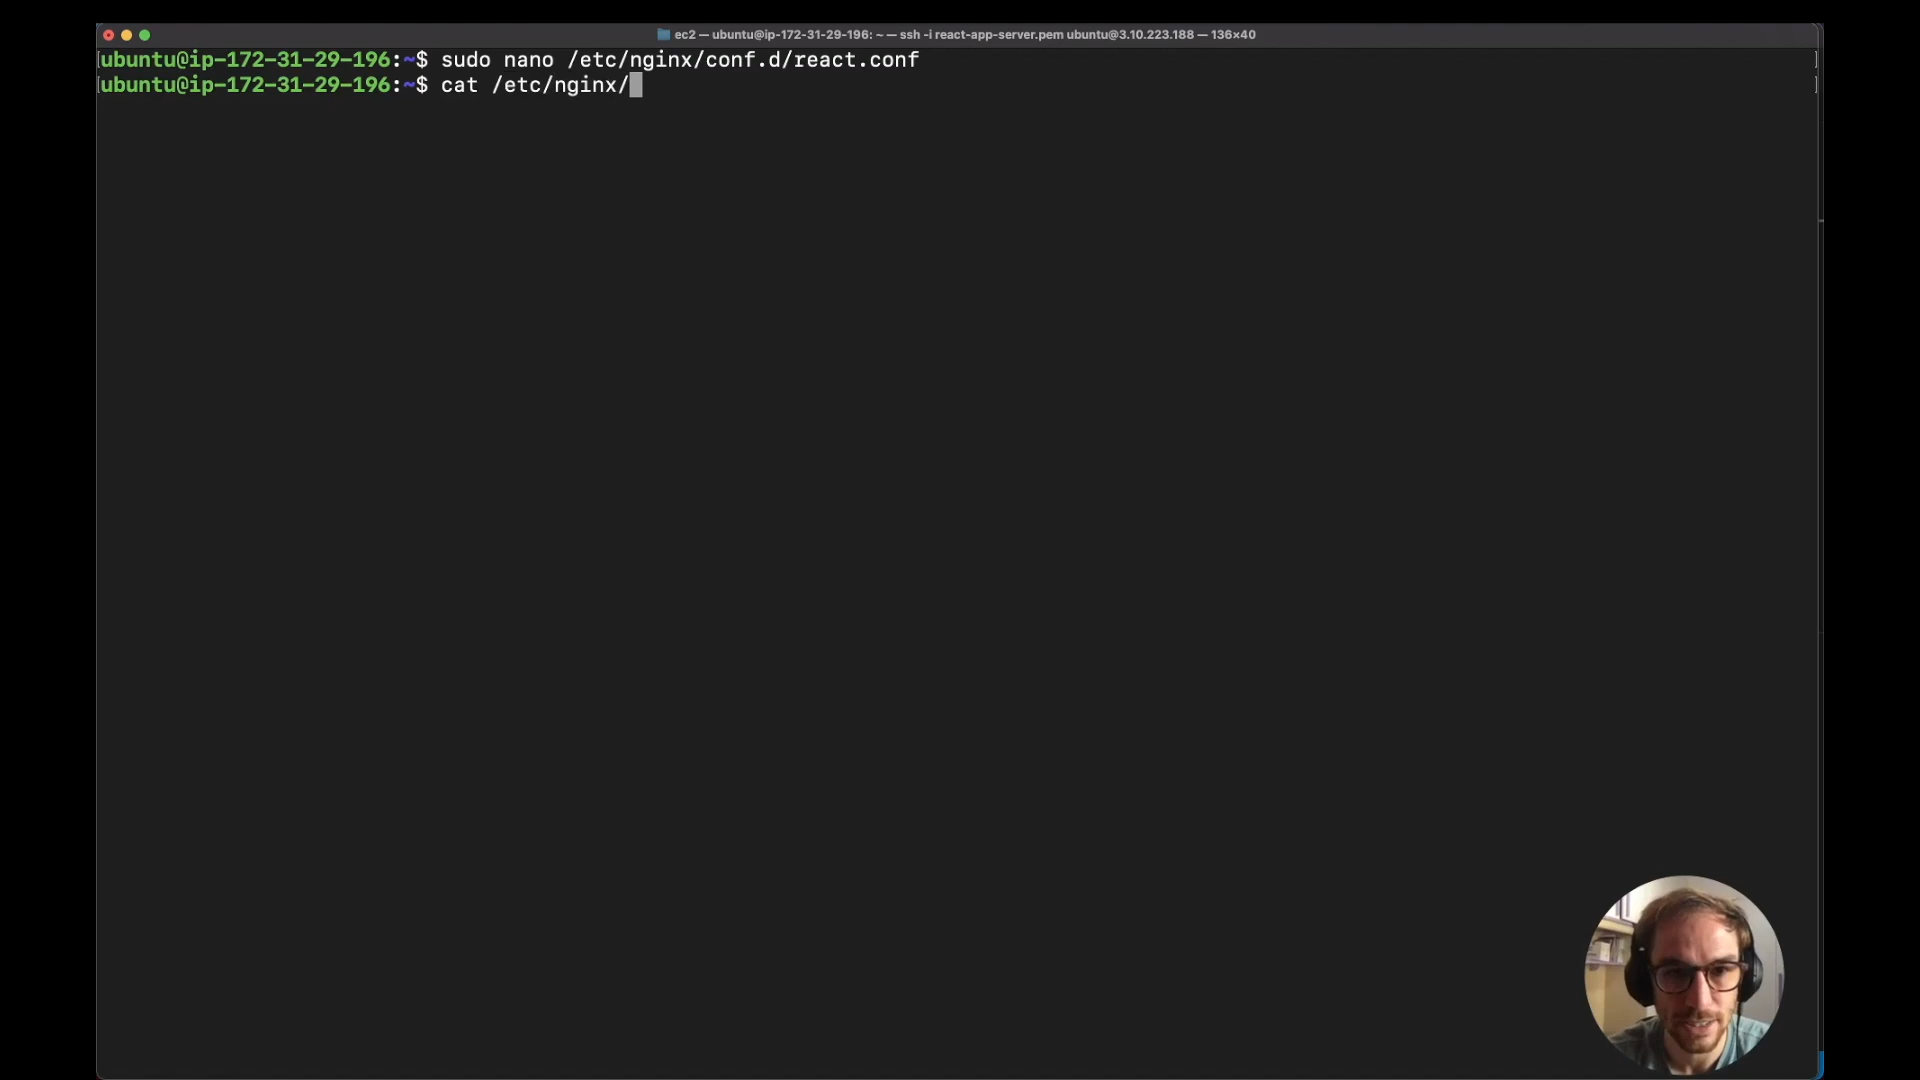 ec2 — ubuntu@ip-172-31-29-196: ~ — ssh -i react-app-server.pem ubuntu@3.10.223.188 — 136×40
[ubuntu@ip-172-31-29-196:~$ sudo nano /etc/nginx/conf.d/react.conf ]
[ubuntu@ip-172-31-29-196:~$ cat /etc/nginx/ ]